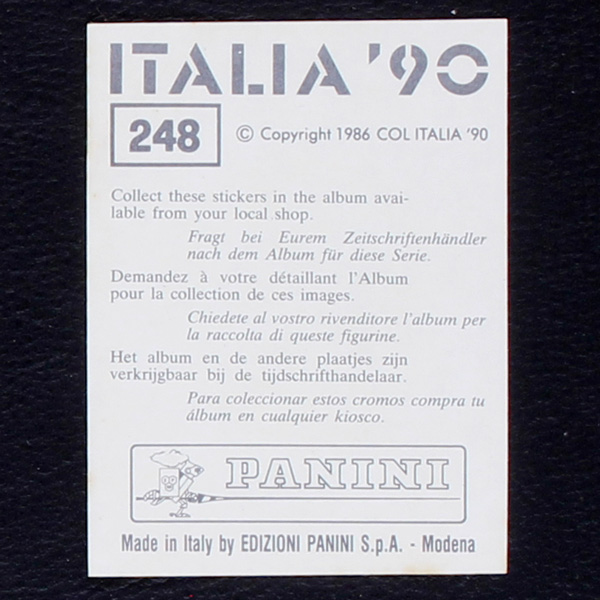 ITALIA '90
248
© Copyright 1986 COL ITALIA '90
Collect these stickers in the album avai-
lable from your local shop.
Fragt bei Eurem Zeitschriftenhändler
nach dem Album für diese Serie.
Demandez à votre détaillant l'Album
pour la collection de ces images.
Chiedete al vostro rivenditore l'album per
la raccolta di queste figurine.
Het album en de andere plaatjes zijn
verkrijgbaar bij de tijdschrifthandelaar.
Para coleccionar estos cromos compra tu
álbum en cualquier kiosco.
PANINI
Made in Italy by EDIZIONI PANINI S.p.A. - Modena